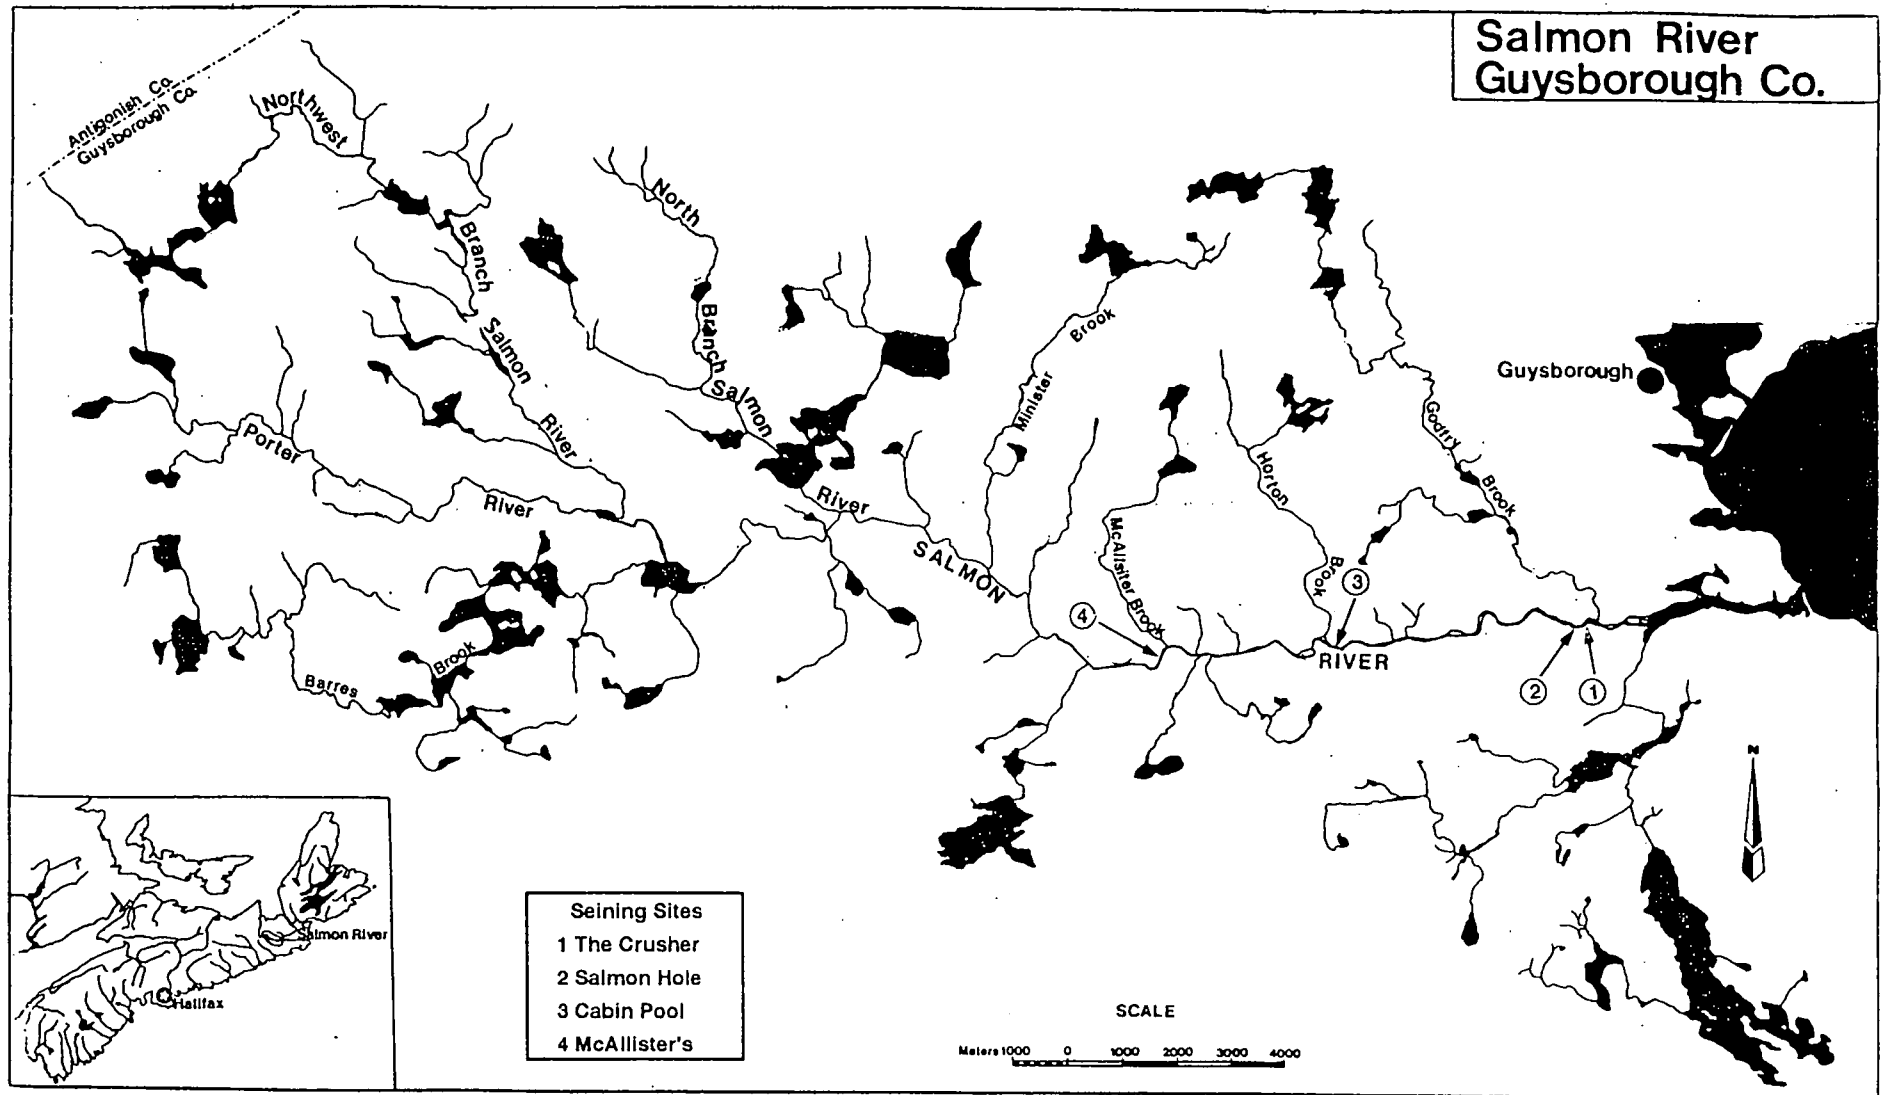 Salmon River
Guysborough Co.
Antigonish Co.
Guysborough Co.
Northwest
Branch
Salmon
River
North
Branch
Salmon
River
Porter
River
Barres
Brook
SALMON
RIVER
Minister
Brook
McAllsiter Brook
Horton
Brook
Godfry
Brook
Guysborough
4
3
2
1
N
Salmon River
Halifax
Seining Sites
1 The Crusher
2 Salmon Hole
3 Cabin Pool
4 McAllister's
SCALE
Meters 1000 0 1000 2000 3000 4000